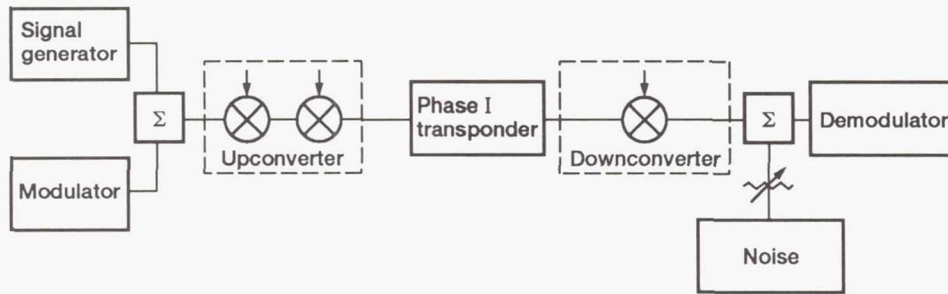 Signal
generator
Σ
Modulator
Upconverter
Phase I
transponder
Downconverter
Σ
Demodulator
Noise